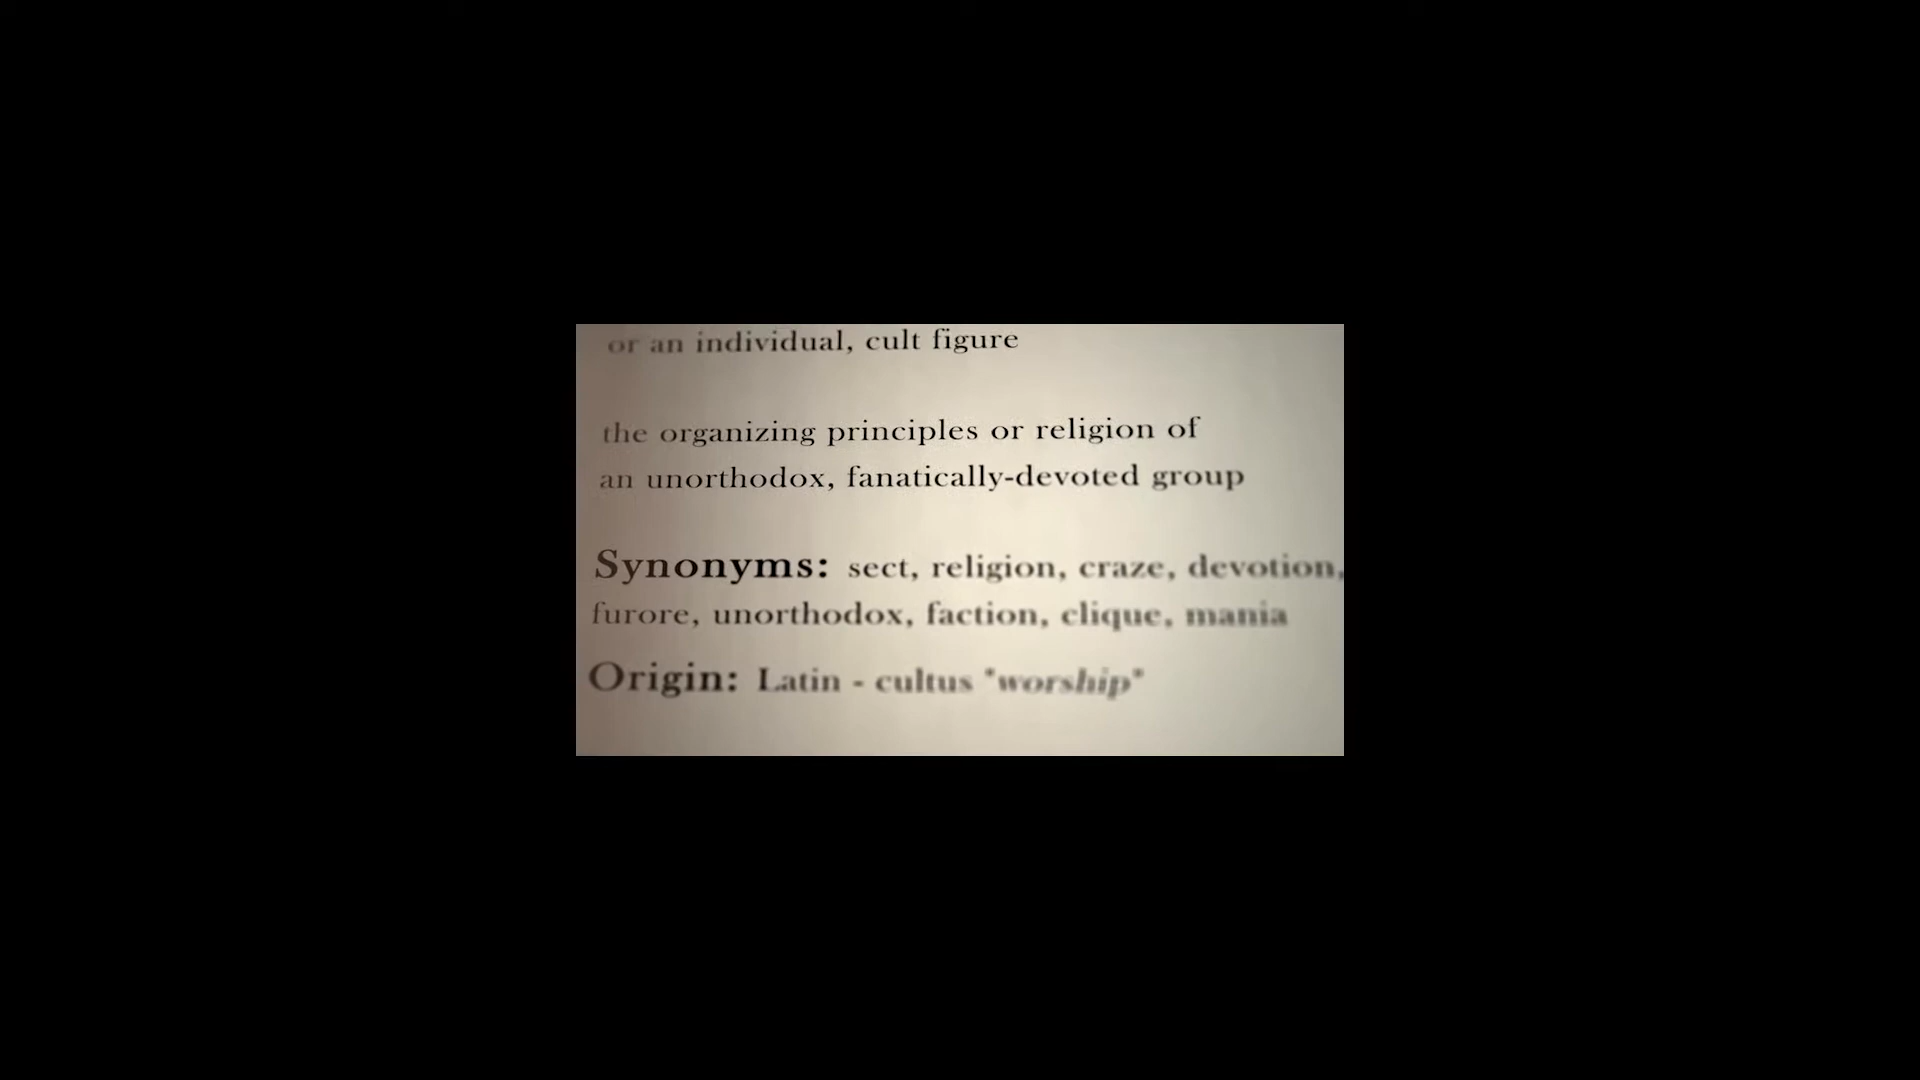 or an individual, cult figure
the organizing principles or religion of
an unorthodox, fanatically-devoted group
Synonyms: sect, religion, craze, devotion,
furore, unorthodox, faction, clique, mania
Origin: Latin - cultus "worship"